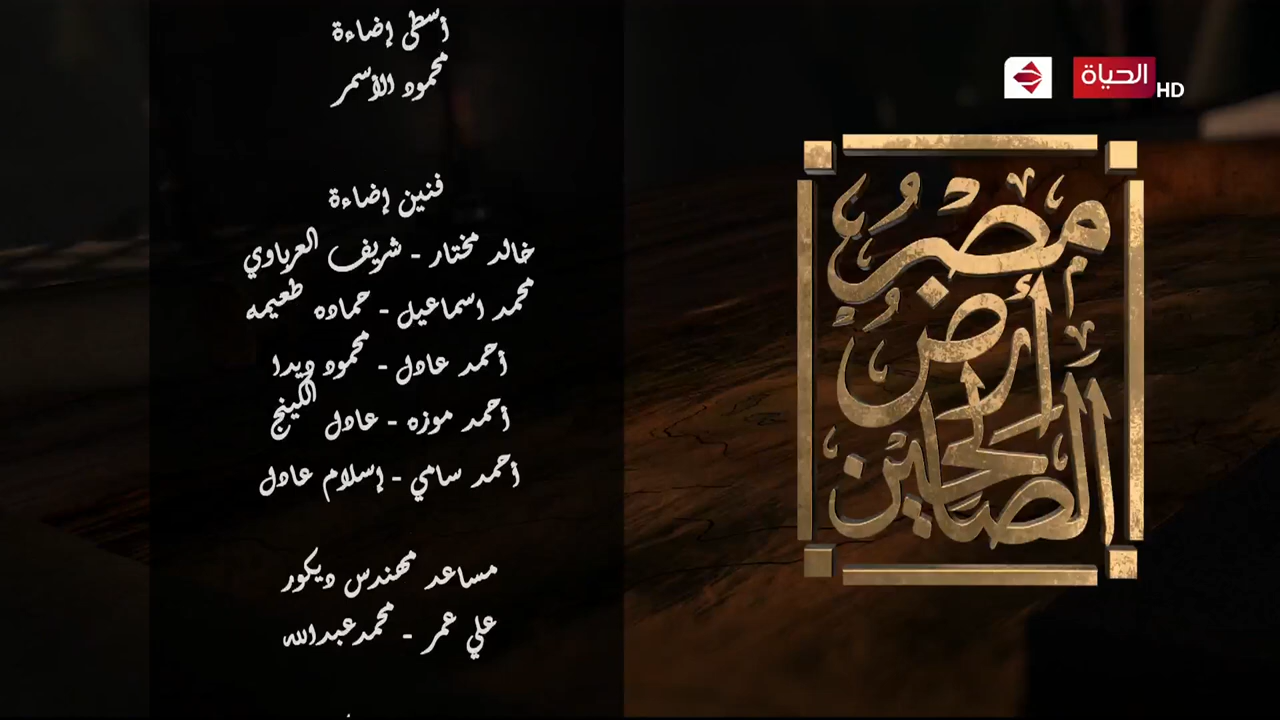 أسطى إضاءة
محمود الأسمر
فنين إضاءة
خالد مختار - شريف العرباوي
محمد اسماعيل - حماده طعيمه
أحمد عادل - محمود ويدا
أحمد موزه - عادل الكينج
أحمد سامي - إسلام عادل
مساعد مهندس ديكور
علي عمر - محمد عبدالله
الحياة HD
مصر
أرض
الصالحين